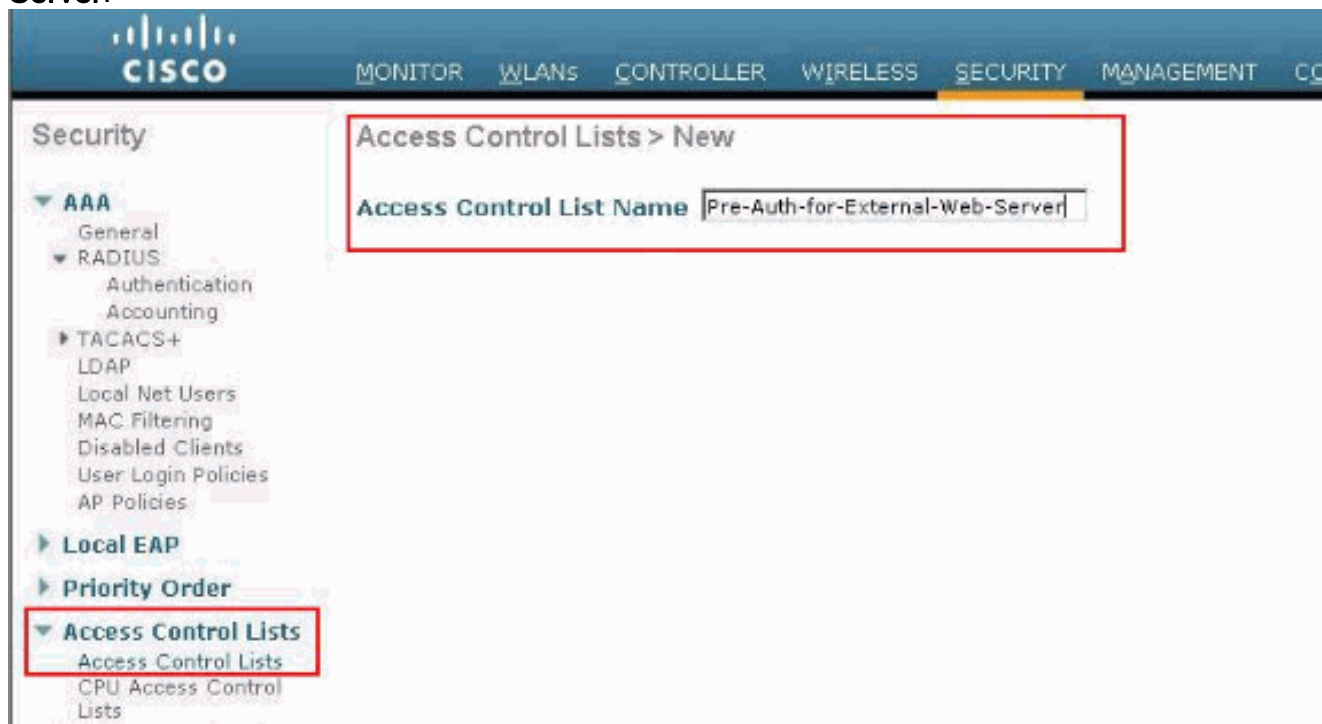 Server.
CISCO
MONITOR WLANs CONTROLLER WIRELESS SECURITY MANAGEMENT
Security
AAA
General
RADIUS
Authentication
Accounting
TACACS+
LDAP
Local Net Users
MAC Filtering
Disabled Clients
User Login Policies
AP Policies
Local EAP
Priority Order
Access Control Lists
Access Control Lists
CPU Access Control
Lists
Access Control Lists > New
Access Control List Name Pre-Auth-for-External-Web-Server